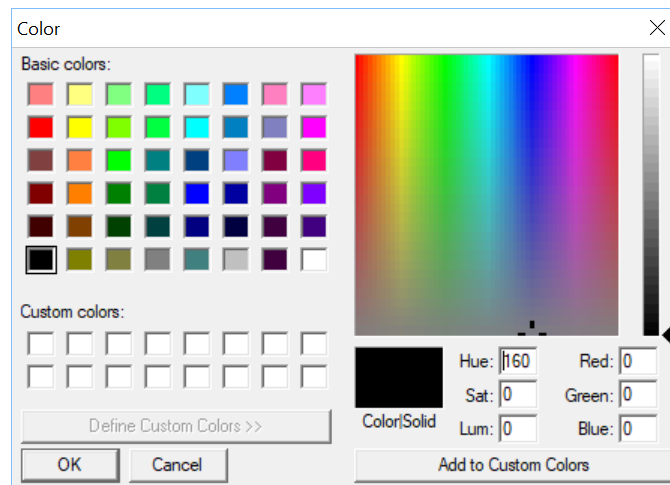 Color
Basic colors:
Custom colors:
Define Custom Colors >>
OK Cancel
Color|Solid
Hue: 160 Red: 0
Sat: 0 Green: 0
Lum: 0 Blue: 0
Add to Custom Colors